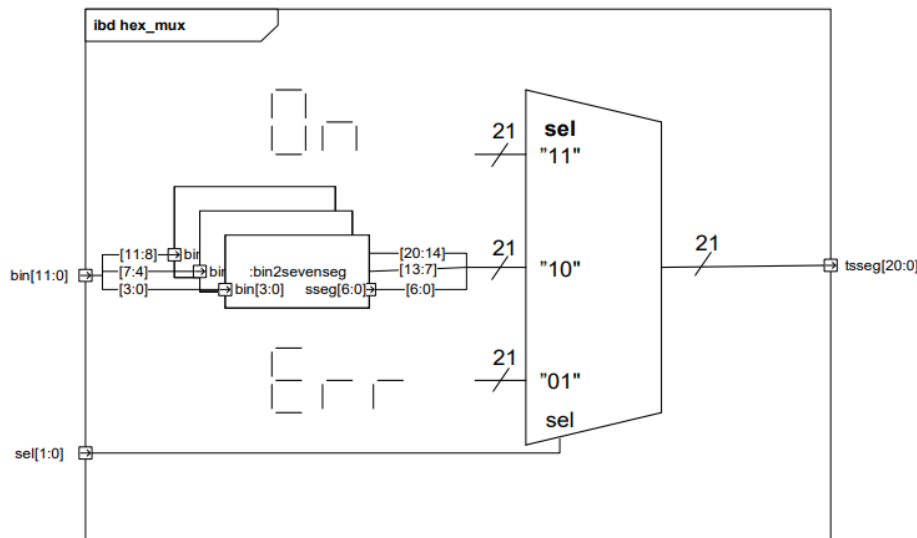 ibd hex_mux
On
21
sel
"11"
[11:8]
bin
[20:14]
21
21
bin[11:0]
[7:4]
bin
:bin2sevenseg
[13:7]
"10"
tsseg[20:0]
[3:0]
bin[3:0]
sseg[6:0]
[6:0]
Err
21
"01"
sel
sel[1:0]